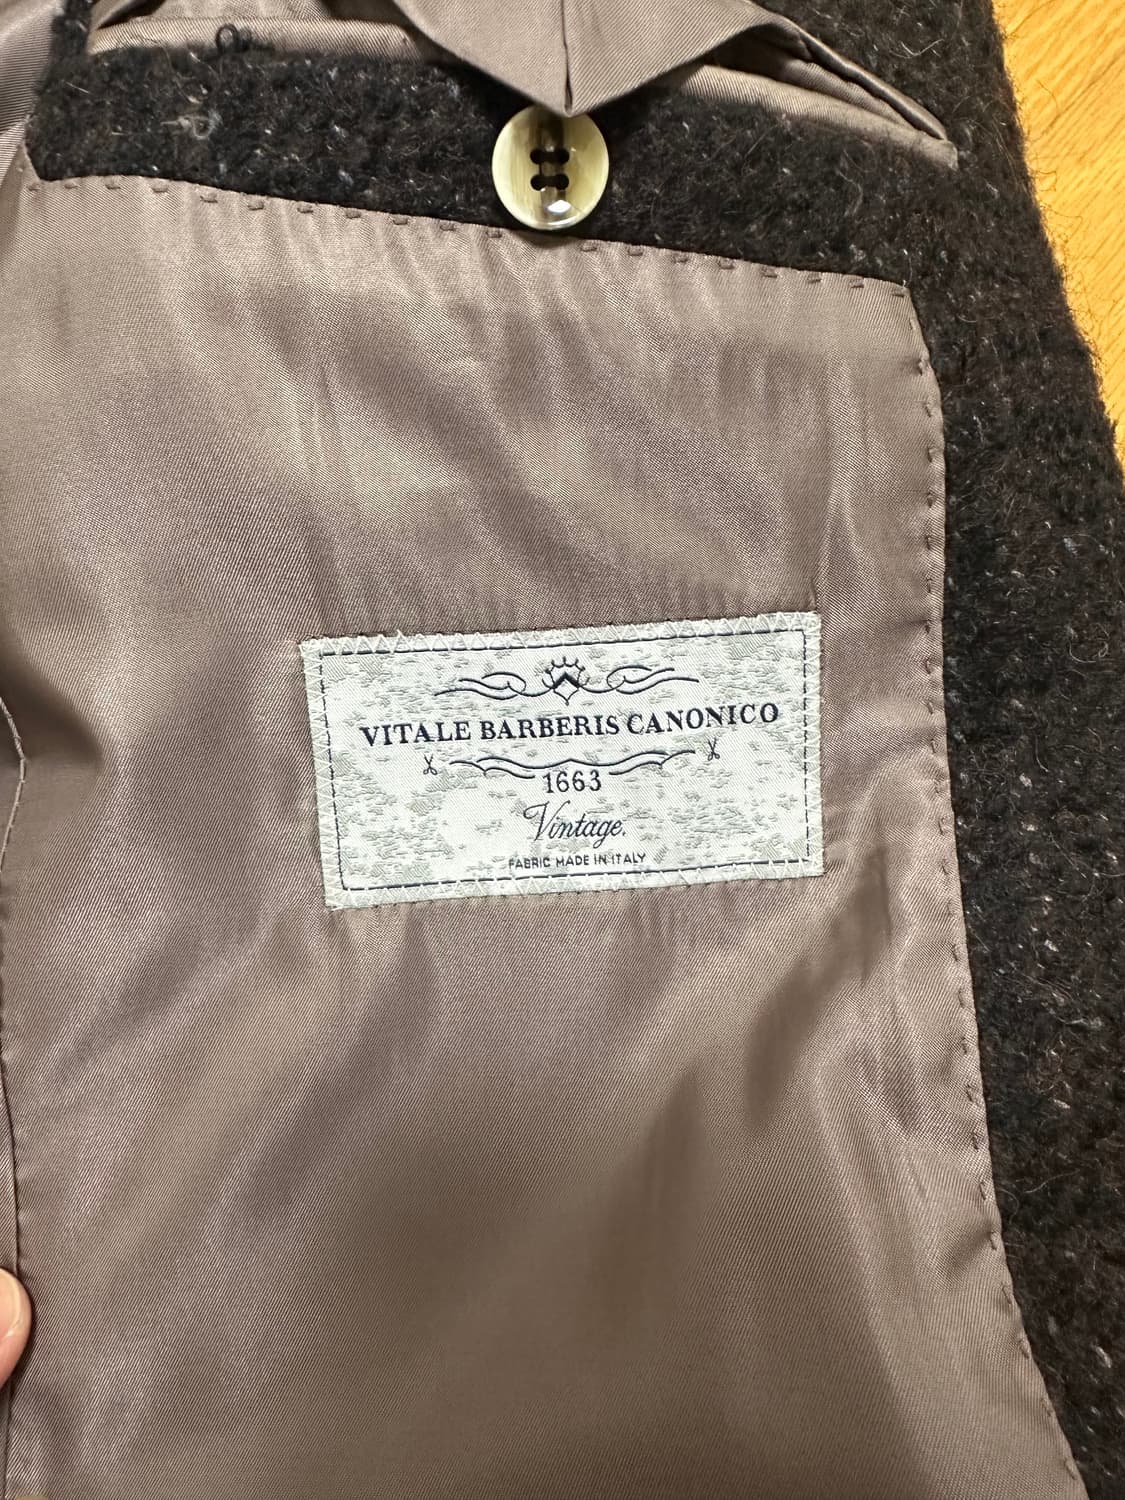 VITALE BARBERIS CANONICO
1663
Vintage.
FABRIC MADE IN ITALY